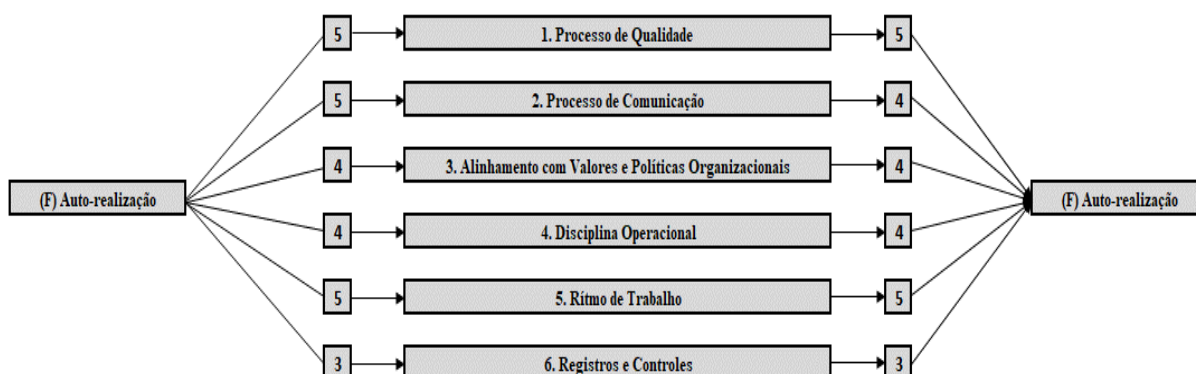 5 1. Processo de Qualidade 5
5 2. Processo de Comunicação 4
4 3. Alinhamento com Valores e Políticas Organizacionais 4
(F) Auto-realização (F) Auto-realização
4 4. Disciplina Operacional 4
5 5. Rítmo de Trabalho 5
3 6. Registros e Controles 3